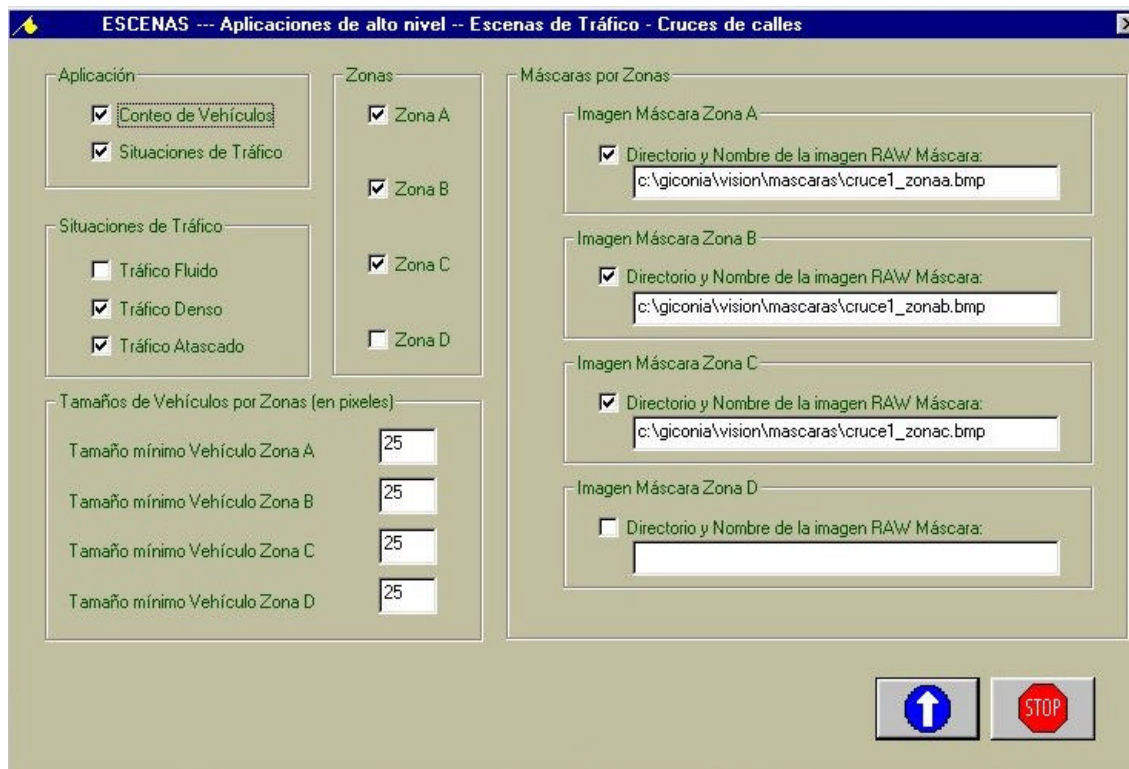 ESCENAS --- Aplicaciones de alto nivel -- Escenas de Tráfico - Cruces de calles
Aplicación
Conteo de Vehículos
Situaciones de Tráfico
Situaciones de Tráfico
Tráfico Fluido
Tráfico Denso
Tráfico Atascado
Zonas
Zona A
Zona B
Zona C
Zona D
Tamaños de Vehículos por Zonas (en pixeles)
Tamaño mínimo Vehículo Zona A 25
Tamaño mínimo Vehículo Zona B 25
Tamaño mínimo Vehículo Zona C 25
Tamaño mínimo Vehículo Zona D 25
Máscaras por Zonas
Imagen Máscara Zona A
Directorio y Nombre de la imagen RAW Máscara:
c:\giconia\vision\mascaras\cruce1_zonaa.bmp
Imagen Máscara Zona B
Directorio y Nombre de la imagen RAW Máscara:
c:\giconia\vision\mascaras\cruce1_zonab.bmp
Imagen Máscara Zona C
Directorio y Nombre de la imagen RAW Máscara:
c:\giconia\vision\mascaras\cruce1_zonac.bmp
Imagen Máscara Zona D
Directorio y Nombre de la imagen RAW Máscara:
STOP